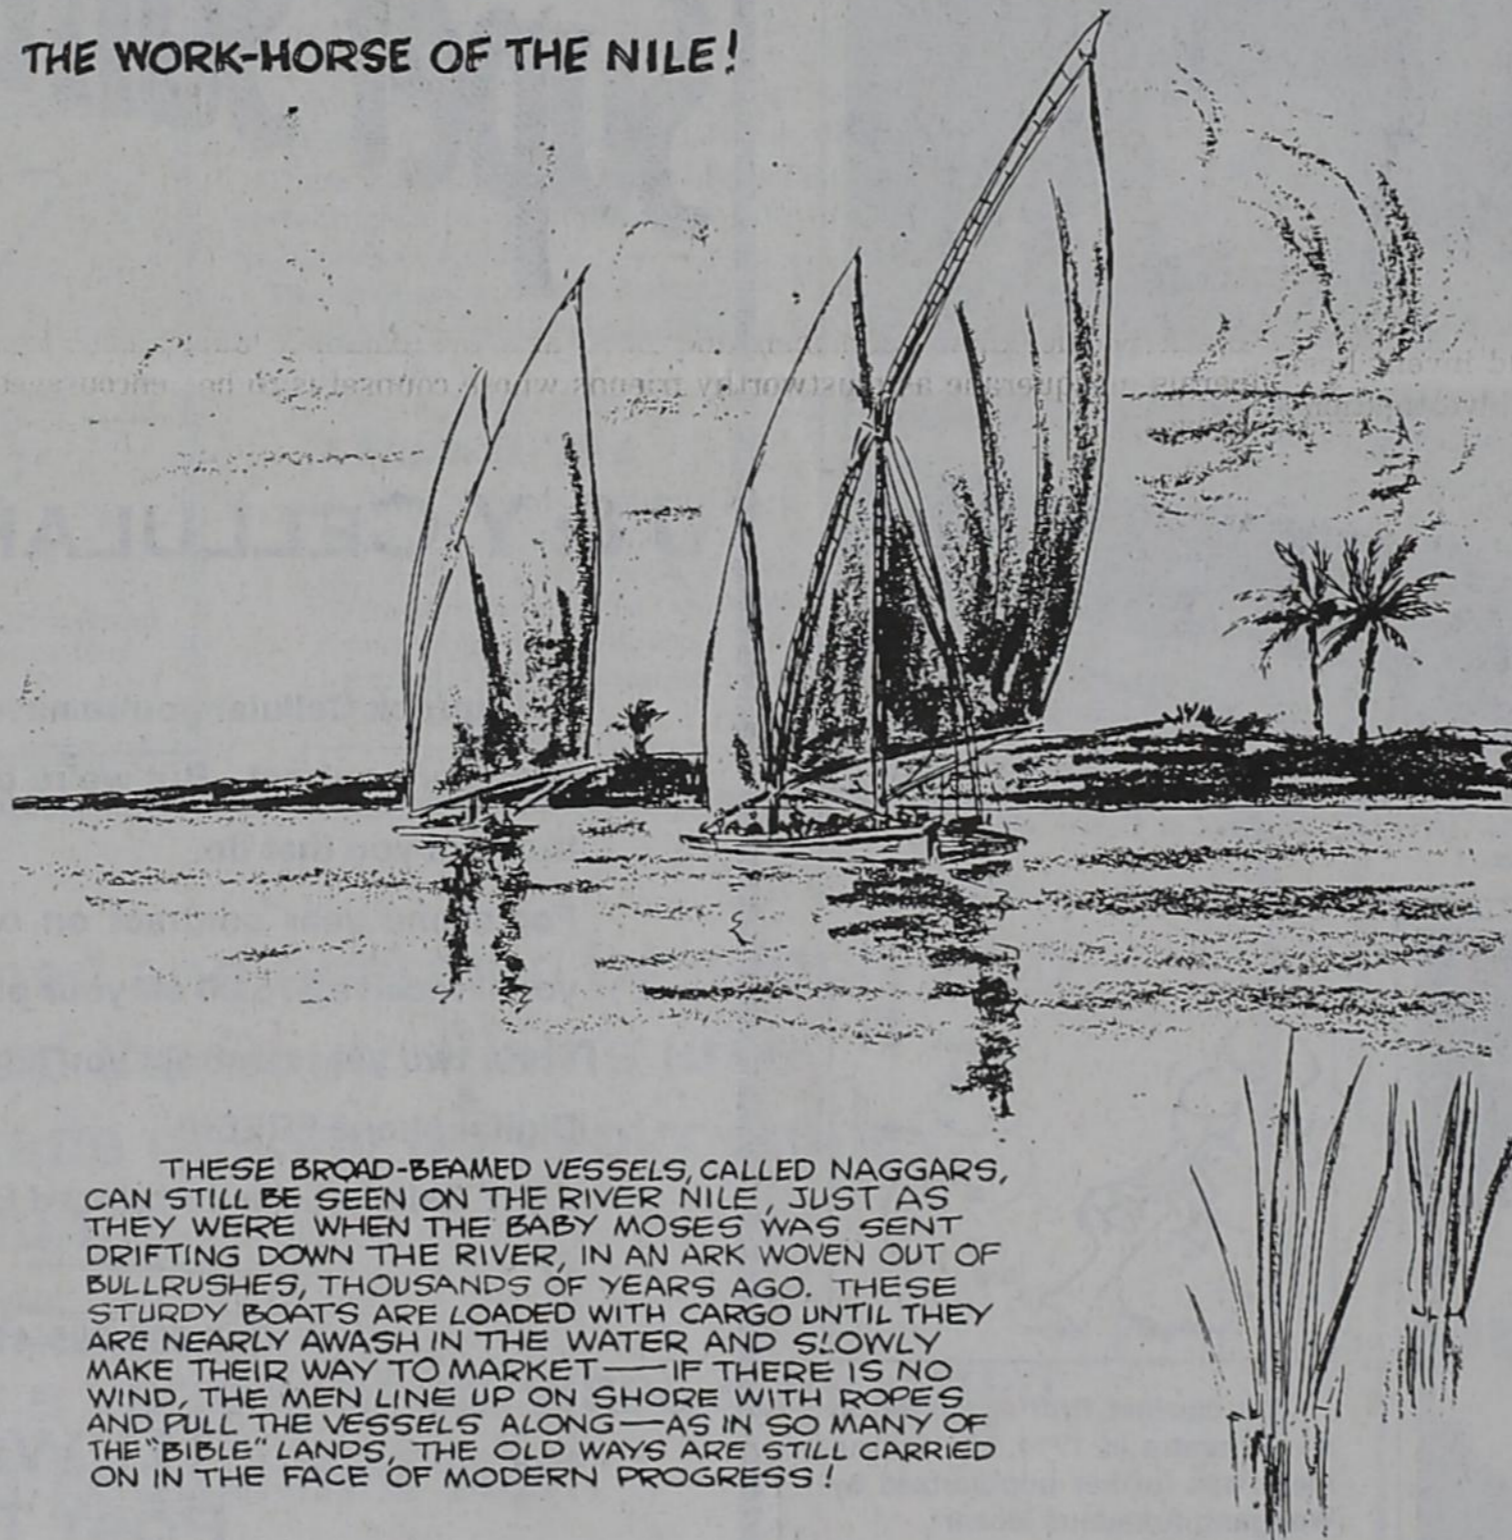 THE WORK-HORSE OF THE NILE!
THESE BROAD-BEAMED VESSELS, CALLED NAGGARS,
CAN STILL BE SEEN ON THE RIVER NILE, JUST AS
THEY WERE WHEN THE BABY MOSES WAS SENT
DRIFTING DOWN THE RIVER, IN AN ARK WOVEN OUT OF
BULLRUSHES, THOUSANDS OF YEARS AGO. THESE
STURDY BOATS ARE LOADED WITH CARGO UNTIL THEY
ARE NEARLY AWASH IN THE WATER AND SLOWLY
MAKE THEIR WAY TO MARKET—IF THERE IS NO
WIND, THE MEN LINE UP ON SHORE WITH ROPES
AND PULL THE VESSELS ALONG—AS IN SO MANY OF
THE "BIBLE" LANDS, THE OLD WAYS ARE STILL CARRIED
ON IN THE FACE OF MODERN PROGRESS!